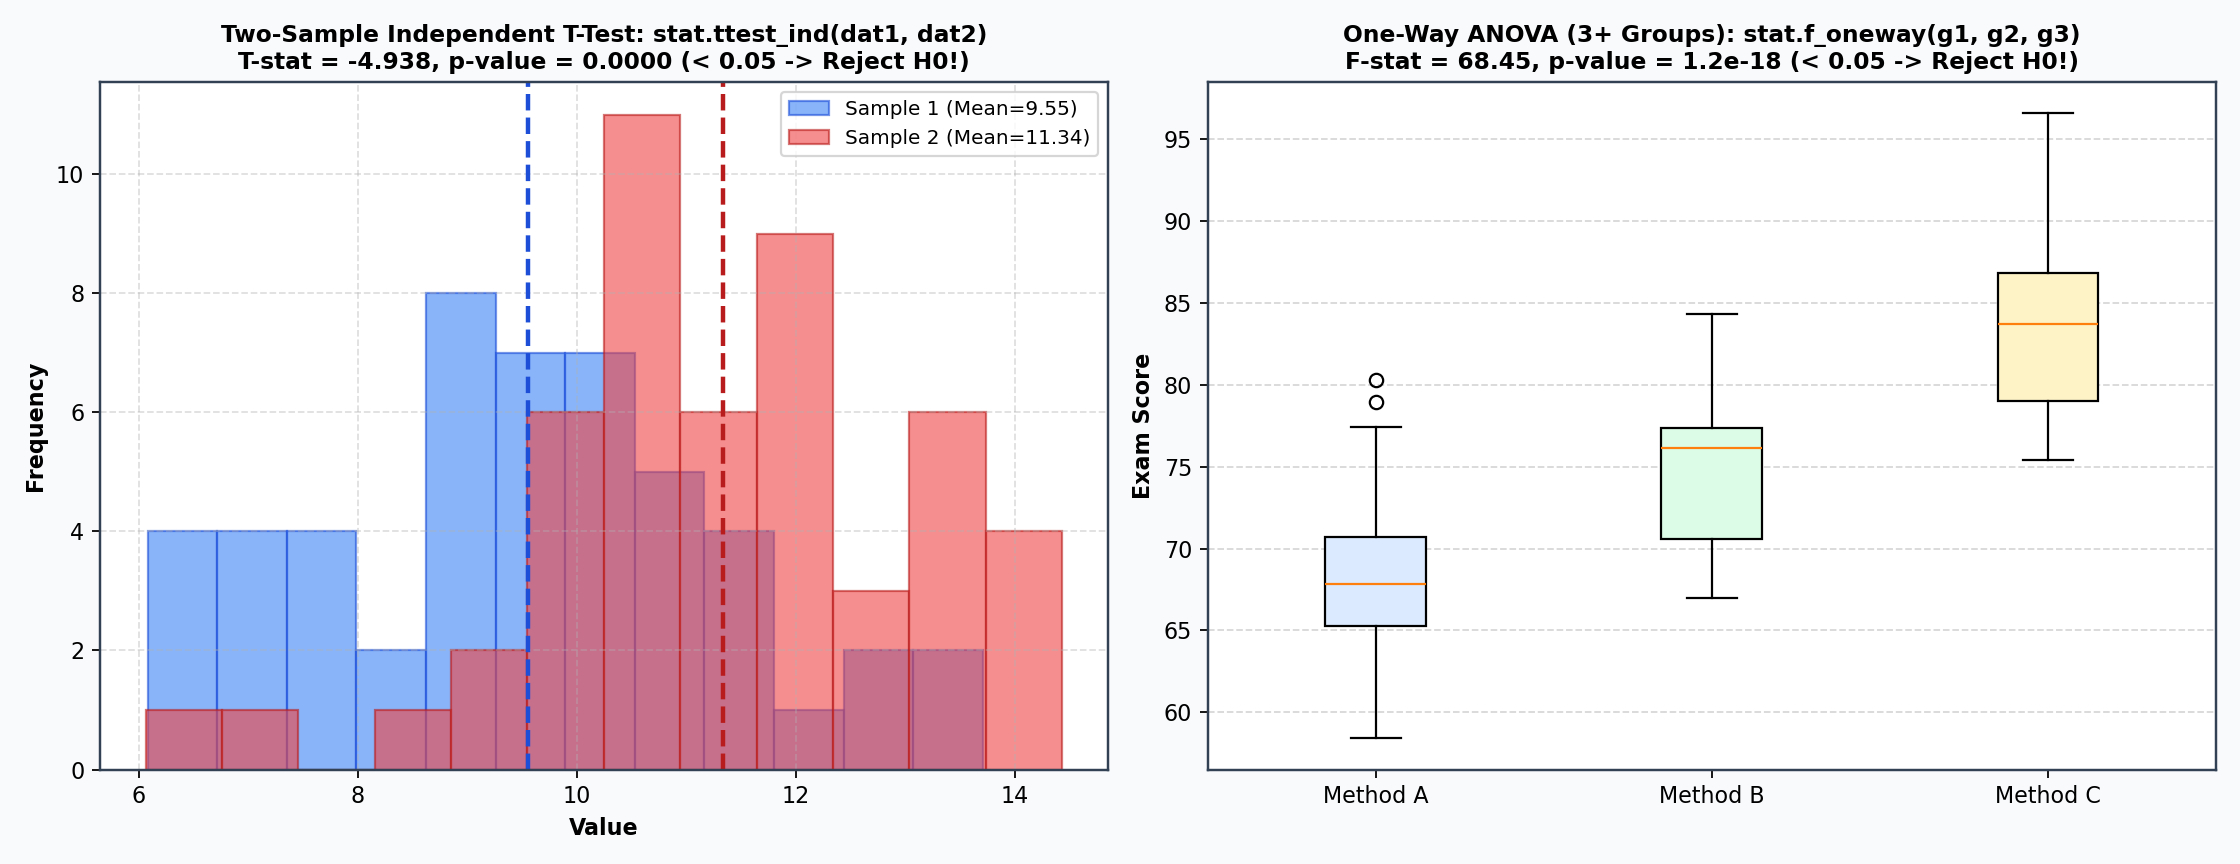 Two-Sample Independent T-Test: stat.ttest_ind(dat1, dat2)
T-stat = -4.938, p-value = 0.0000 (< 0.05 -> Reject H0!)
Sample 1 (Mean=9.55)
Sample 2 (Mean=11.34)
Frequency
10
8
6
4
2
0
6 8 10 12 14
Value
One-Way ANOVA (3+ Groups): stat.f_oneway(g1, g2, g3)
F-stat = 68.45, p-value = 1.2e-18 (< 0.05 -> Reject H0!)
Exam Score
95
90
85
80
75
70
65
60
Method A Method B Method C